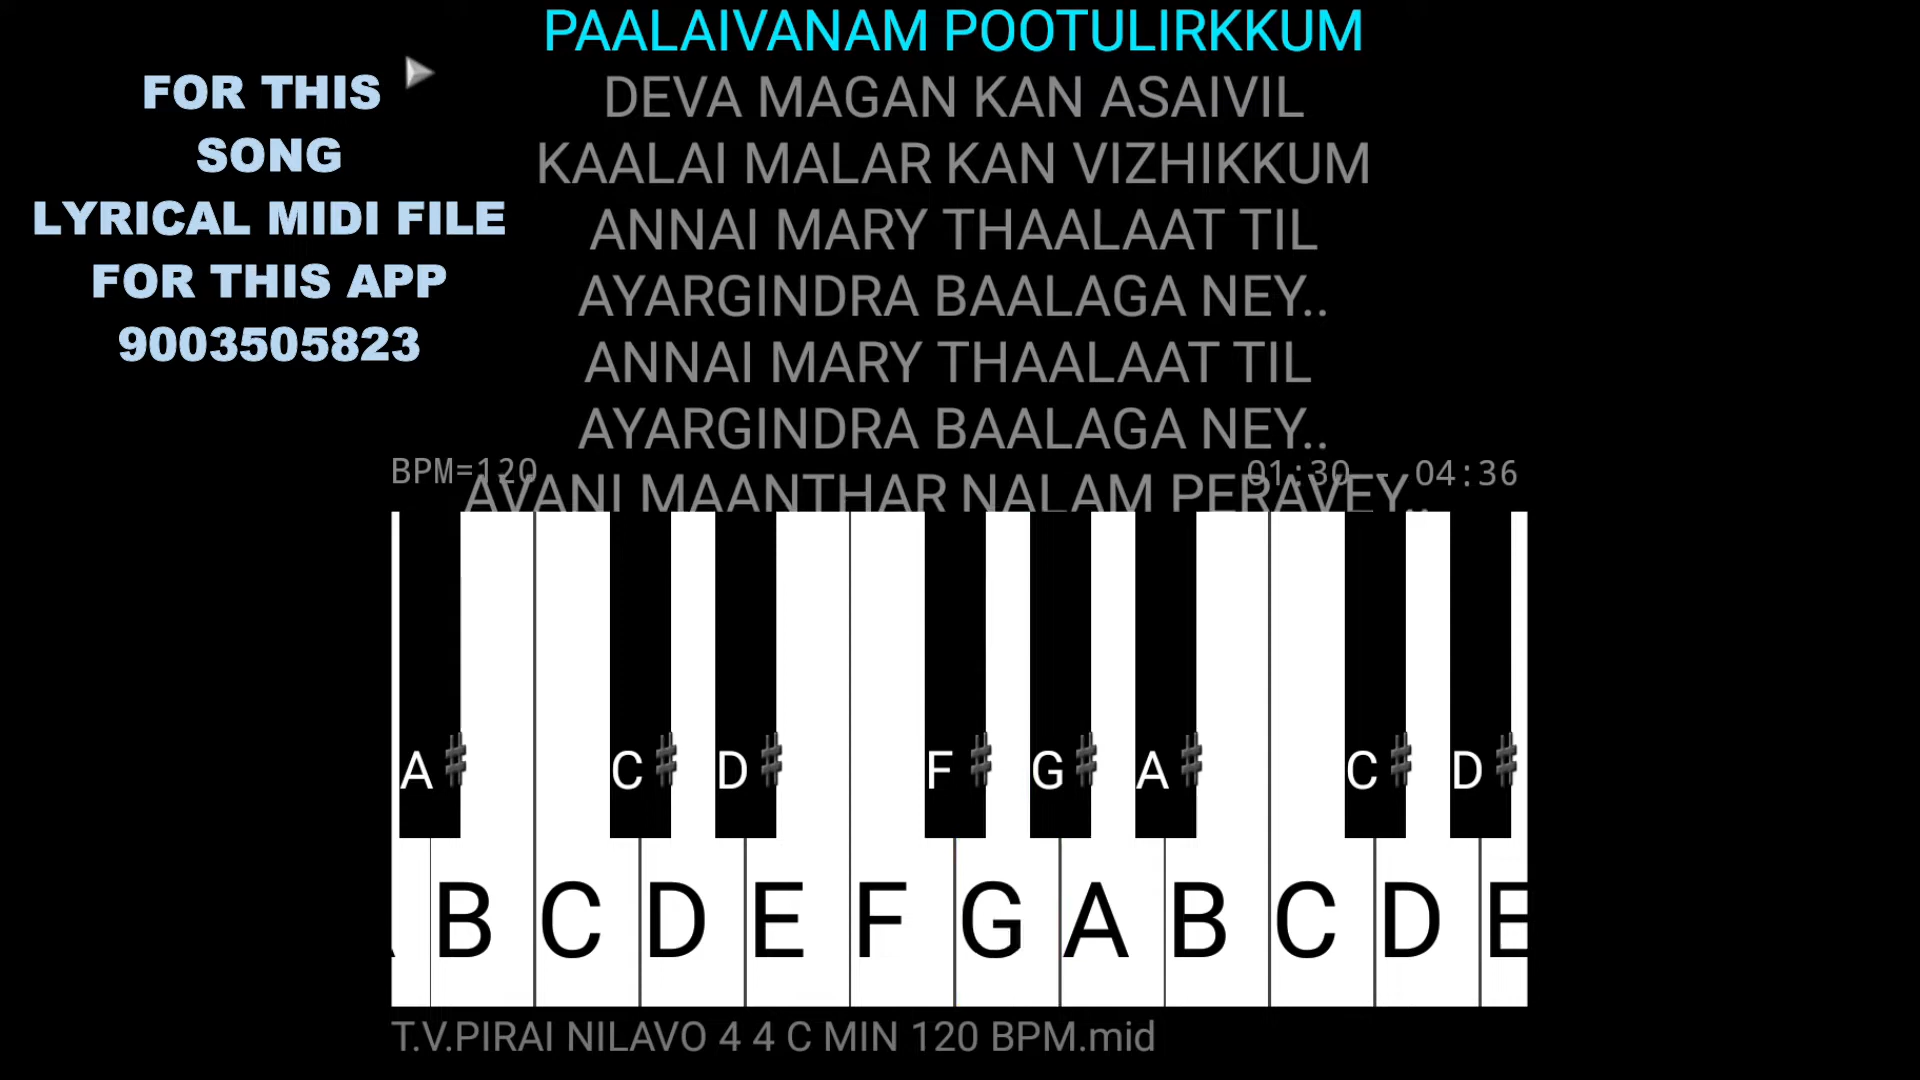 PAALAIVANAM POOTULIRKKUM
DEVA MAGAN KAN ASAIVIL
KAALAI MALAR KAN VIZHIKKUM
ANNAI MARY THAALAAT TIL
AYARGINDRA BAALAGA NEY..
ANNAI MARY THAALAAT TIL
AYARGINDRA BAALAGA NEY..
AVANI MAANTHAR NALAM PERAVEY..
FOR THIS
SONG
LYRICAL MIDI FILE
FOR THIS APP
9003505823
BPM=120
01:30 - 04:36
A# C# D# F# G# A# C# D#
A B C D E F G A B C D E
T.V.PIRAI NILAVO 4 4 C MIN 120 BPM.mid